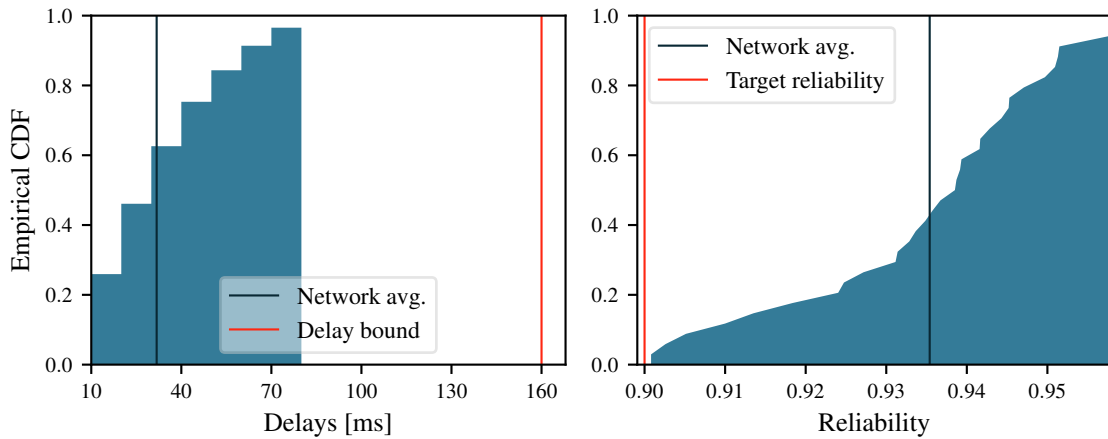 Empirical CDF
1.0
0.8
0.6
0.4
0.2
0.0
Network avg.
Delay bound
10 40 70 100 130 160
Delays [ms]
1.0
0.8
0.6
0.4
0.2
0.0
Network avg.
Target reliability
0.90 0.91 0.92 0.93 0.94 0.95
Reliability